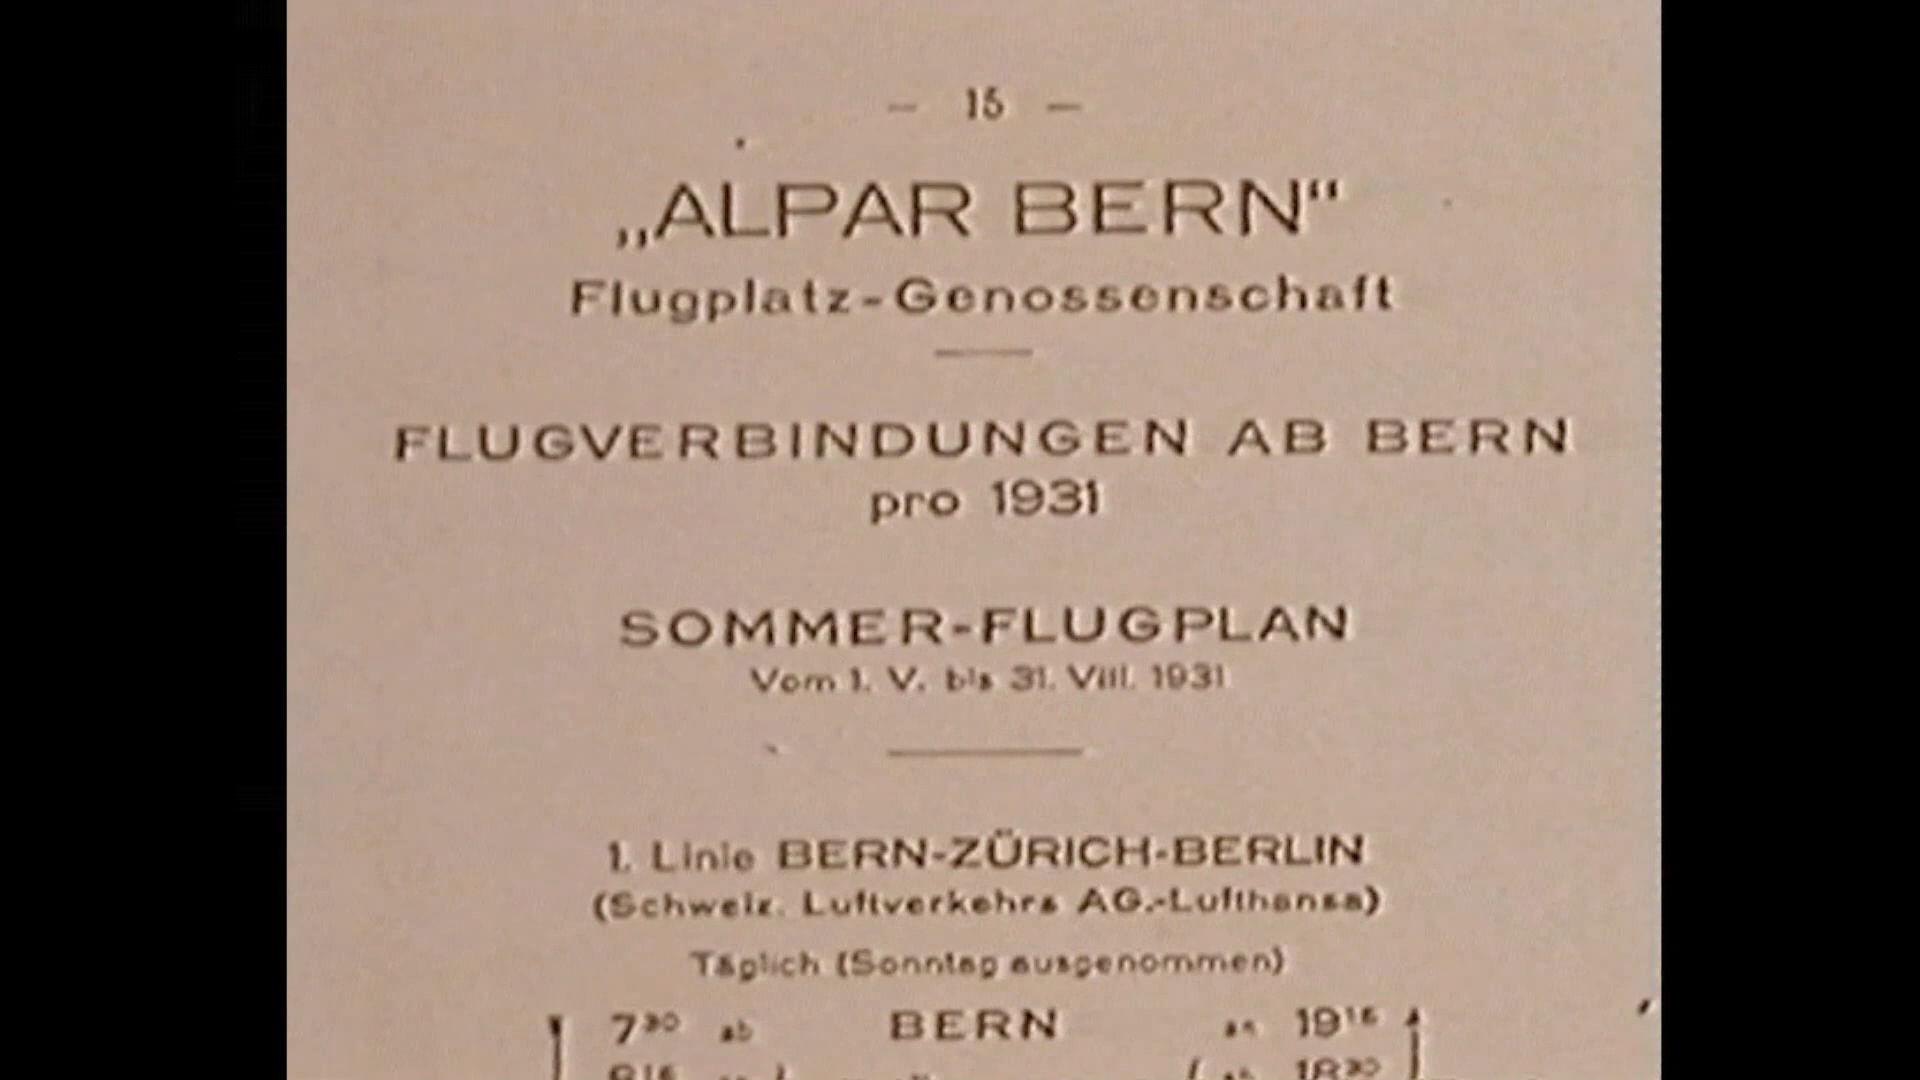 — 15 —
„ALPAR BERN“
Flugplatz-Genossenschaft
FLUGVERBINDUNGEN AB BERN
pro 1931
SOMMER-FLUGPLAN
Vom 1. V. bis 31. VIII. 1931
1. Linie BERN-ZÜRICH-BERLIN
(Schweiz. Luftverkehrs AG.-Lufthansa)
Täglich (Sonntag ausgenommen)
7³⁰ ab BERN an 19¹⁵